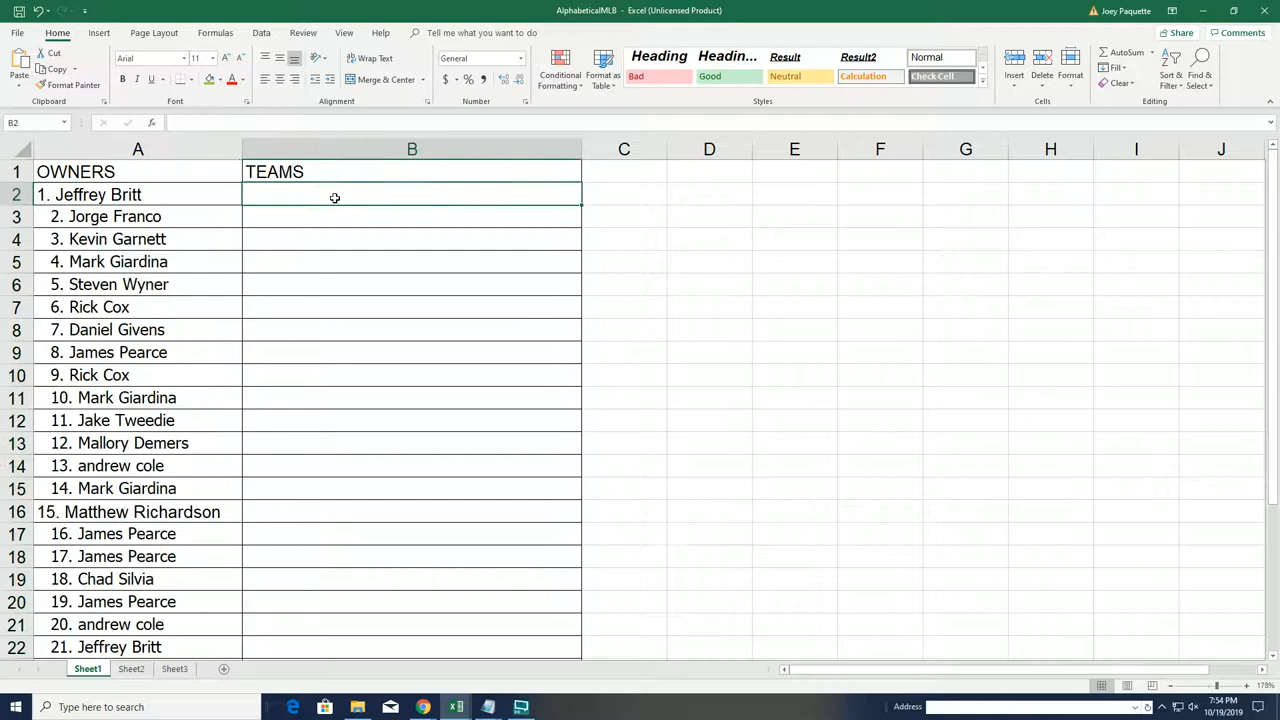 AlphabeticalMLB - Excel (Unlicensed Product)
Joey Paquette
File Home Insert Page Layout Formulas Data Review View Help Tell me what you want to do
Share Comments
Paste
Cut
Copy
Format Painter
Clipboard
Arial 11
B I U A
Font
Wrap Text
Merge & Center
Alignment
General
$ % ,
Number
Conditional Formatting
Format as Table
Heading Headin... Result Result2 Normal
Bad Good Neutral Calculation Check Cell
Styles
Insert Delete Format
Cells
AutoSum
Fill
Clear
Sort & Filter
Find & Select
Editing
B2
fx
A B C D E F G H I J
1 OWNERS TEAMS
2 1. Jeffrey Britt
3 2. Jorge Franco
4 3. Kevin Garnett
5 4. Mark Giardina
6 5. Steven Wyner
7 6. Rick Cox
8 7. Daniel Givens
9 8. James Pearce
10 9. Rick Cox
11 10. Mark Giardina
12 11. Jake Tweedie
13 12. Mallory Demers
14 13. andrew cole
15 14. Mark Giardina
16 15. Matthew Richardson
17 16. James Pearce
18 17. James Pearce
19 18. Chad Silvia
20 19. James Pearce
21 20. andrew cole
22 21. Jeffrey Britt
Sheet1 Sheet2 Sheet3
178%
Type here to search
Address
7:54 PM
10/19/2019